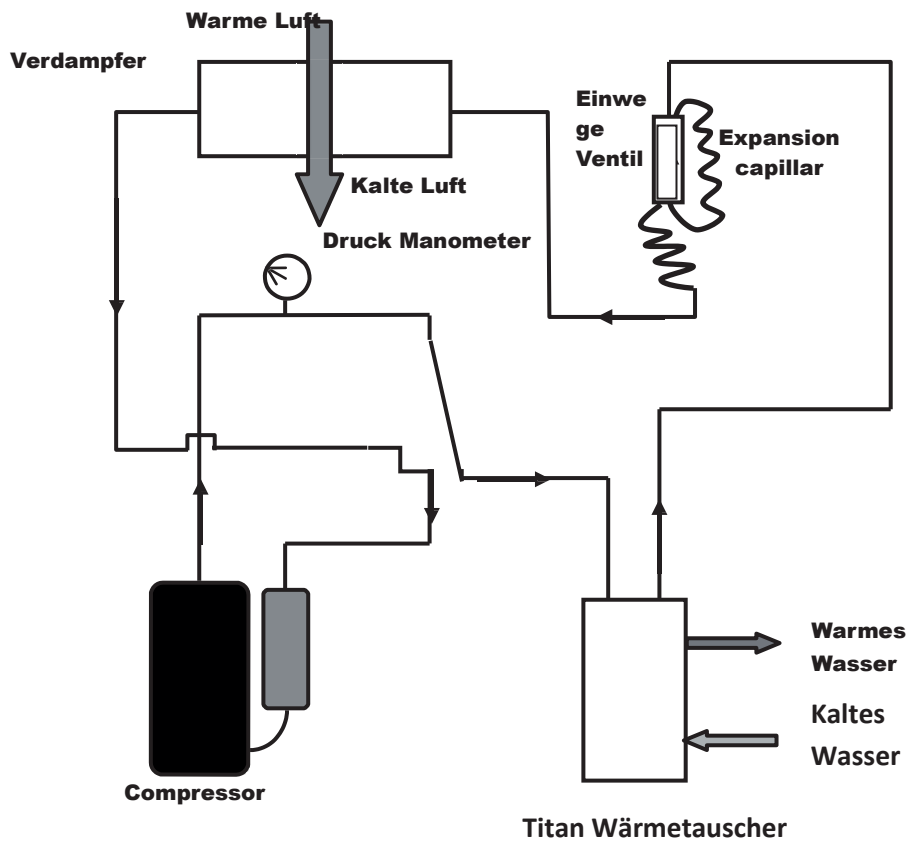 Warme Luft
Verdampfer
Einwe
ge
Ventil
Expansion
capillar
Kalte Luft
Druck Manometer
Warmes
Wasser
Kaltes
Wasser
Compressor
Titan Wärmetauscher